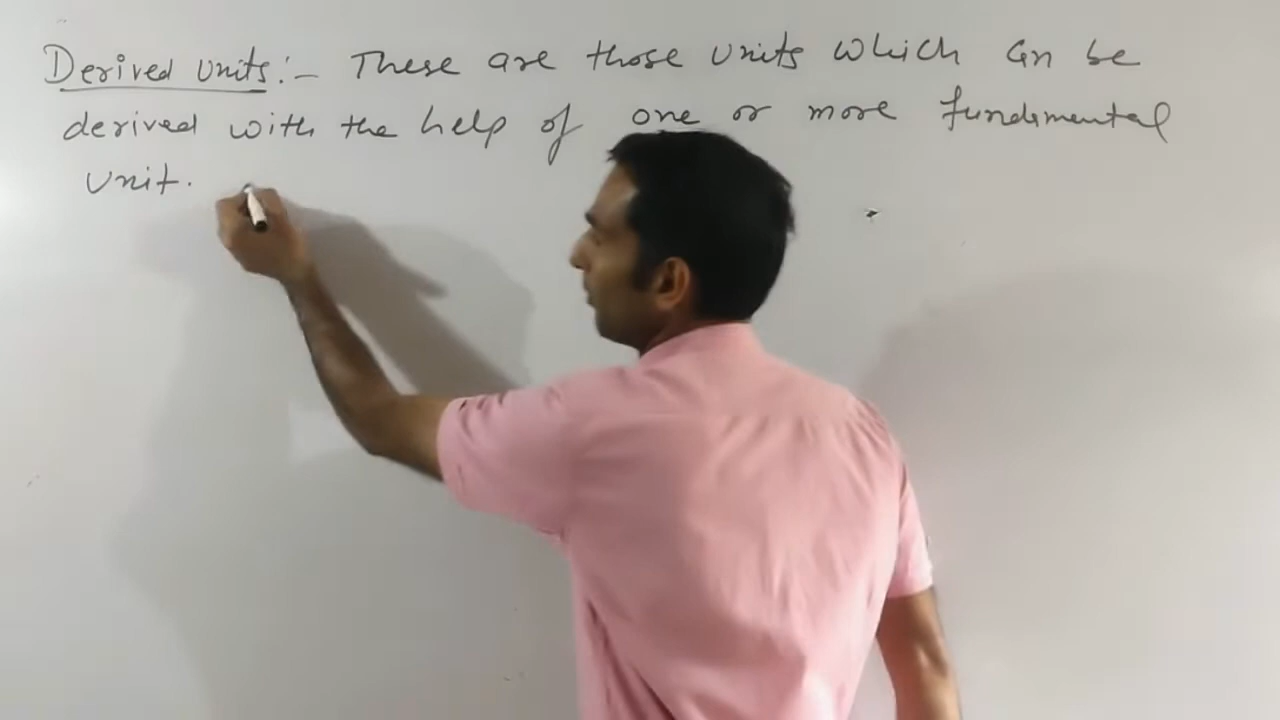 Derived units:- These are those units which can be
derived with the help of one or more fundamental
unit.